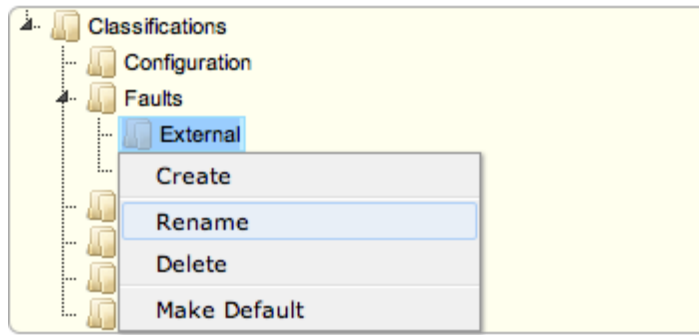 Classifications
Configuration
Faults
External
Create
Rename
Delete
Make Default